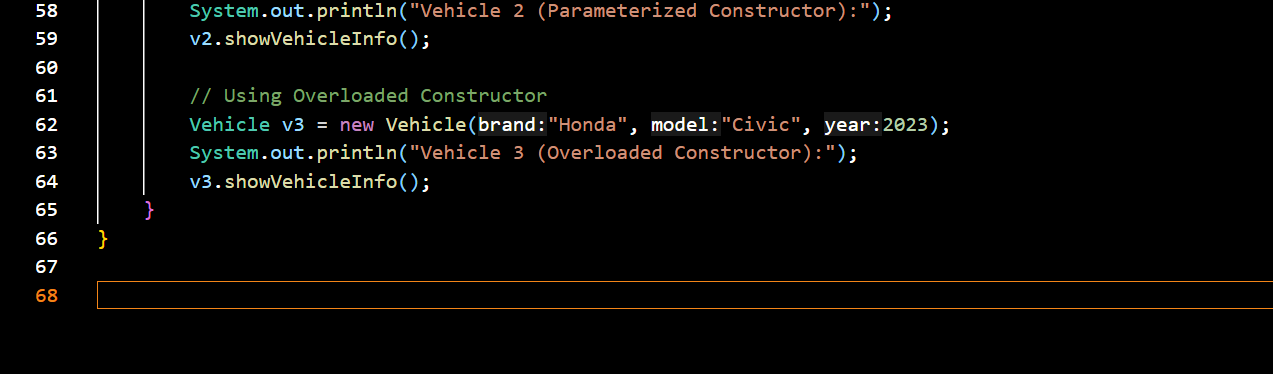 58 System.out.println("Vehicle 2 (Parameterized Constructor):");
59 v2.showVehicleInfo();
60
61 // Using Overloaded Constructor
62 Vehicle v3 = new Vehicle(brand:"Honda", model:"Civic", year:2023);
63 System.out.println("Vehicle 3 (Overloaded Constructor):");
64 v3.showVehicleInfo();
65 }
66 }
67
68